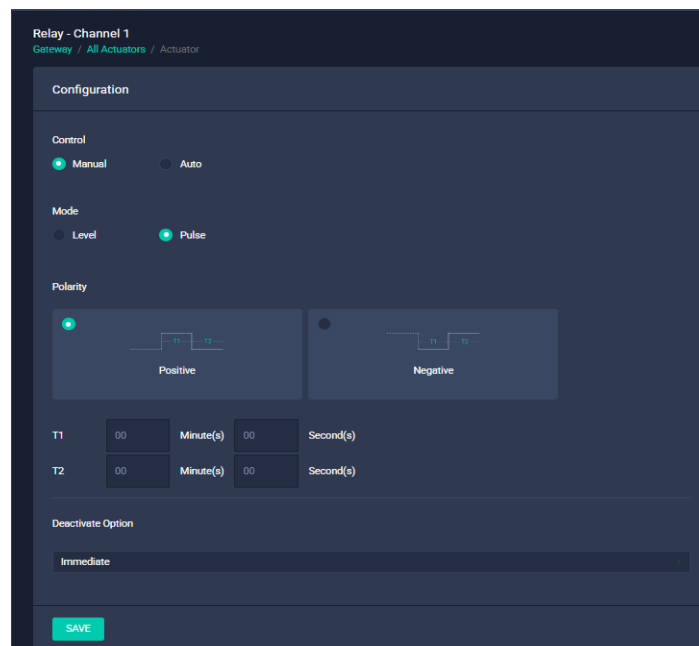 Relay - Channel 1
Gateway / All Actuators / Actuator
Configuration
Control
Manual Auto
Mode
Level Pulse
Polarity
T1 T2 T1 T2
Positive Negative
T1 00 Minute(s) 00 Second(s)
T2 00 Minute(s) 00 Second(s)
Deactivate Option
Immediate
SAVE